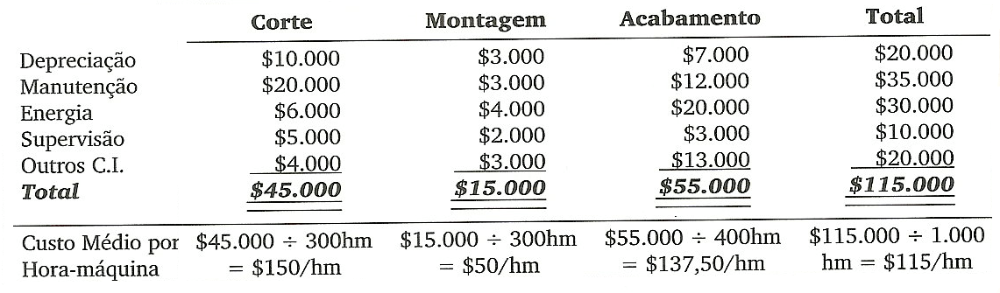 Corte Montagem Acabamento Total
Depreciação $10.000 $3.000 $7.000 $20.000
Manutenção $20.000 $3.000 $12.000 $35.000
Energia $6.000 $4.000 $20.000 $30.000
Supervisão $5.000 $2.000 $3.000 $10.000
Outros C.I. $4.000 $3.000 $13.000 $20.000
Total $45.000 $15.000 $55.000 $115.000
Custo Médio por $45.000 ÷ 300hm $15.000 ÷ 300hm $55.000 ÷ 400hm $115.000 ÷ 1.000
Hora-máquina = $150/hm = $50/hm = $137,50/hm hm = $115/hm